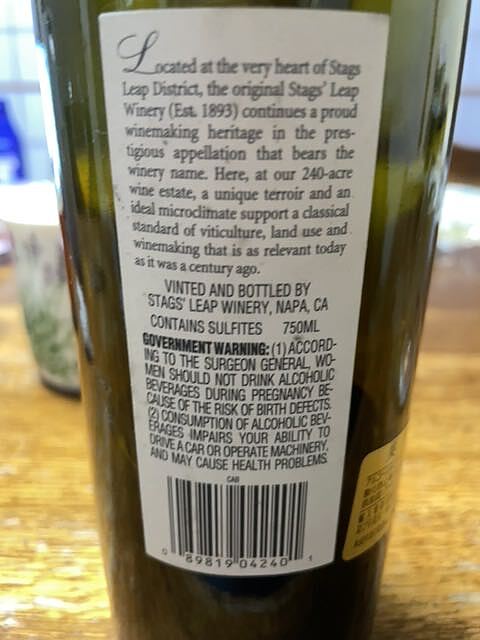 Located at the very heart of Stags
Leap District, the original Stags' Leap
Winery (Est. 1893) continues a proud
winemaking heritage in the pres-
tigious appellation that bears the
winery name. Here, at our 240-acre
wine estate, a unique terroir and an
ideal microclimate support a classical
standard of viticulture, land use and
winemaking that is as relevant today
as it was a century ago.
VINTED AND BOTTLED BY
STAGS' LEAP WINERY, NAPA, CA
CONTAINS SULFITES 750ML
GOVERNMENT WARNING: (1) ACCORD-
ING TO THE SURGEON GENERAL, WO-
MEN SHOULD NOT DRINK ALCOHOLIC
BEVERAGES DURING PREGNANCY BE-
CAUSE OF THE RISK OF BIRTH DEFECTS.
(2) CONSUMPTION OF ALCOHOLIC BEV-
ERAGES IMPAIRS YOUR ABILITY TO
DRIVE A CAR OR OPERATE MACHINERY,
AND MAY CAUSE HEALTH PROBLEMS.
CAB
0 89819 04240 1